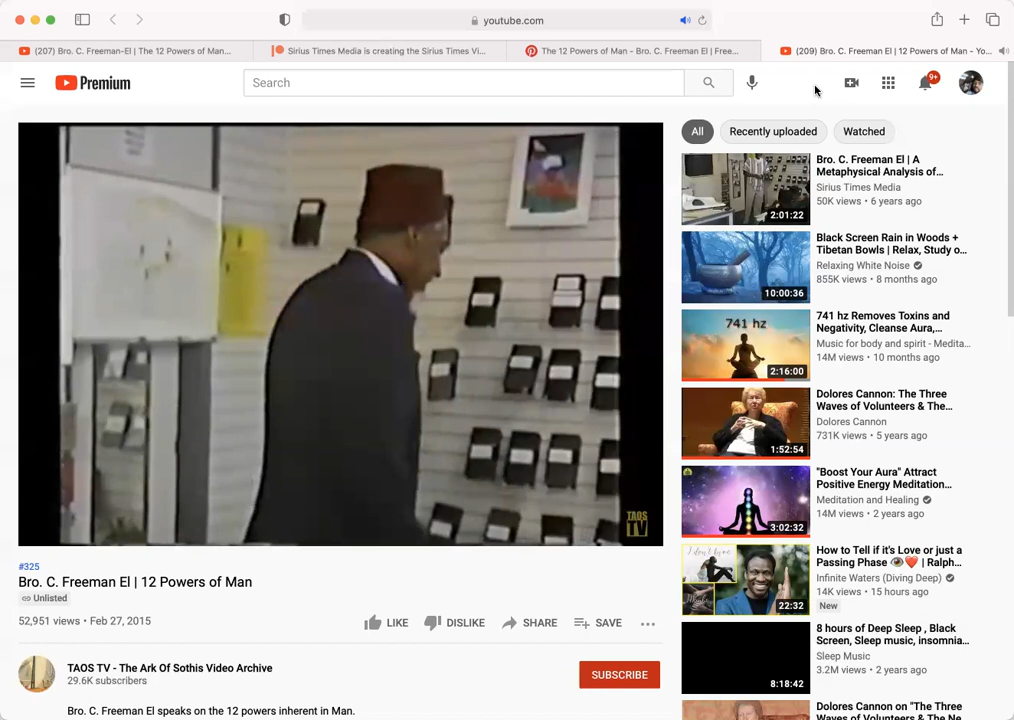 youtube.com
(207) Bro. C. Freeman-El | The 12 Powers of Man...
Sirius Times Media is creating the Sirius Times Vi...
The 12 Powers of Man - Bro. C. Freeman El | Free...
(209) Bro. C. Freeman El | 12 Powers of Man - Yo...
Premium
Search
9+
All
Recently uploaded
Watched
Bro. C. Freeman El | A
Metaphysical Analysis of...
Sirius Times Media
50K views • 6 years ago
2:01:22
Black Screen Rain in Woods +
Tibetan Bowls | Relax, Study o...
Relaxing White Noise
855K views • 8 months ago
10:00:36
741 hz
741 hz Removes Toxins and
Negativity, Cleanse Aura,...
Music for body and spirit - Medita...
14M views • 10 months ago
2:16:00
Dolores Cannon: The Three
Waves of Volunteers & The...
Dolores Cannon
731K views • 5 years ago
1:52:54
"Boost Your Aura" Attract
Positive Energy Meditation...
Meditation and Healing
14M views • 2 years ago
3:02:32
How to Tell if it's Love or just a
Passing Phase 👁❤️ | Ralph...
Infinite Waters (Diving Deep)
14K views • 15 hours ago
New
22:32
8 hours of Deep Sleep , Black
Screen, Sleep music, insomnia...
Sleep Music
3.2M views • 2 years ago
8:18:42
Dolores Cannon on "The Three
Waves of Volunteers & The Ne
TAOS
TV
#325
Bro. C. Freeman El | 12 Powers of Man
Unlisted
52,951 views • Feb 27, 2015
LIKE
DISLIKE
SHARE
SAVE
TAOS TV - The Ark Of Sothis Video Archive
29.6K subscribers
SUBSCRIBE
Bro. C. Freeman El speaks on the 12 powers inherent in Man.